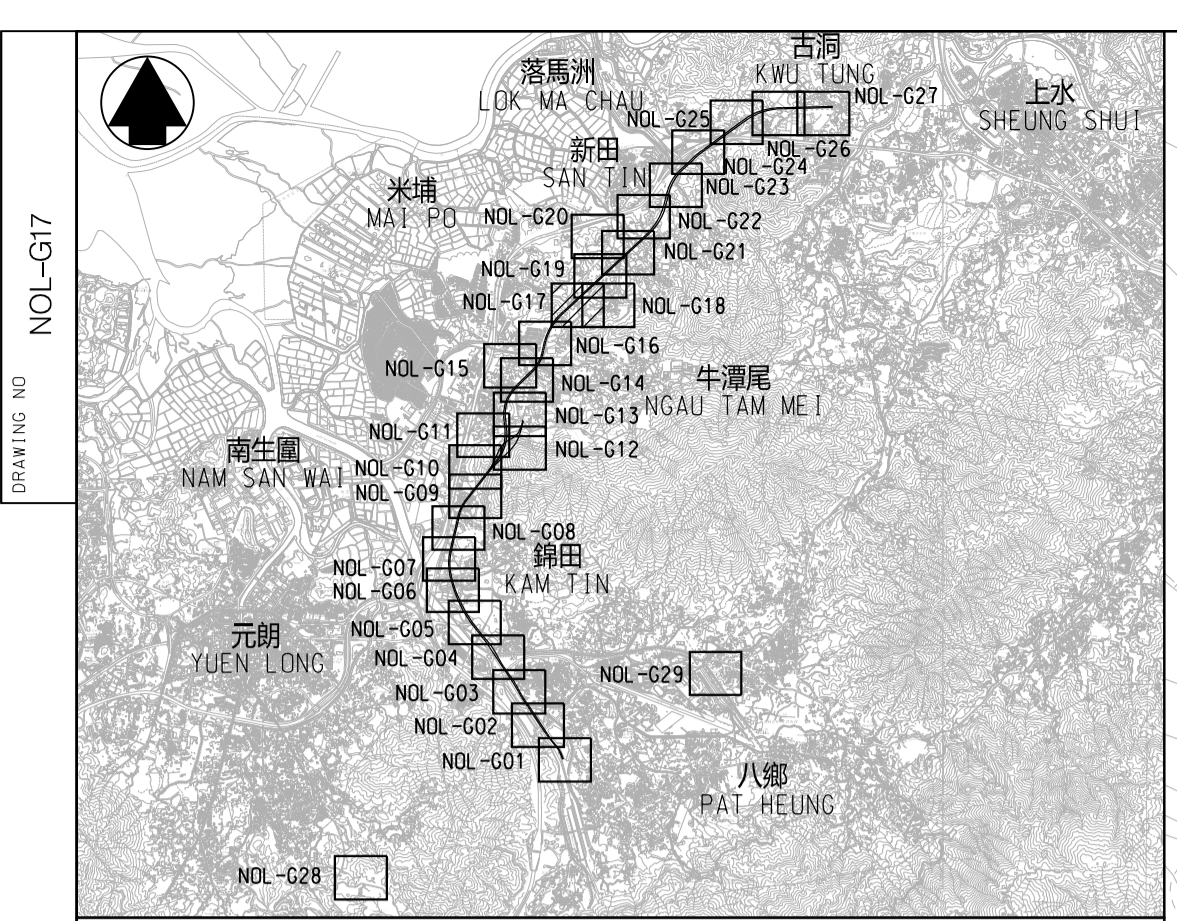 DRAWING NO
NOL-G17
古洞
KWU TUNG
落馬洲
LOK MA CHAU
上水
SHEUNG SHUI
NOL-G27
NOL-G25
NOL-G26
新田
SAN TIN
NOL-G24
NOL-G23
米埔
MAI PO
NOL-G20
NOL-G22
NOL-G21
NOL-G19
NOL-G17
NOL-G18
NOL-G16
NOL-G15
NOL-G14
牛潭尾
NGAU TAM MEI
NOL-G13
NOL-G11
NOL-G12
南生圍
NAM SAN WAI
NOL-G10
NOL-G09
NOL-G08
錦田
KAM TIN
NOL-G07
NOL-G06
元朗
YUEN LONG
NOL-G05
NOL-G04
NOL-G29
NOL-G03
NOL-G02
NOL-G01
八鄉
PAT HEUNG
NOL-G28